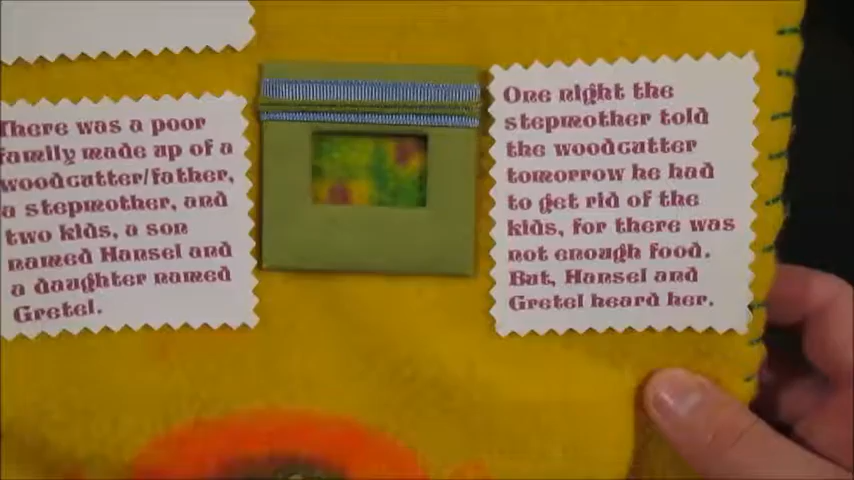 There was a poor
family made up of a
woodcutter/father,
a stepmother, and
two kids, a son
named Hansel and
a daughter named
Gretel.
One night the
stepmother told
the woodcutter
tomorrow he had
to get rid of the
kids, for there was
not enough food.
But, Hansel and
Gretel heard her.